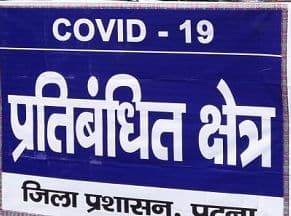 COVID - 19
प्रतिबंधित क्षेत्र
जिला प्रशासन, पटना